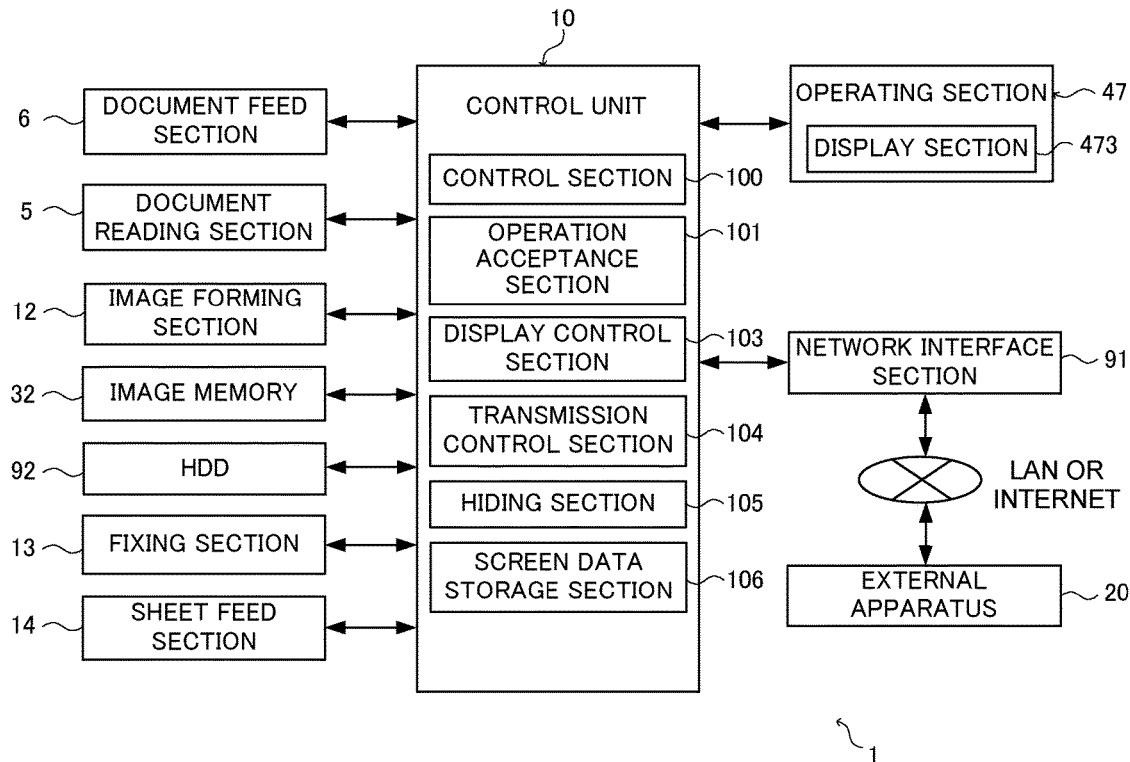 10
6
DOCUMENT FEED
SECTION
5
DOCUMENT
READING SECTION
12
IMAGE FORMING
SECTION
32
IMAGE MEMORY
92
HDD
13
FIXING SECTION
14
SHEET FEED
SECTION
CONTROL UNIT
CONTROL SECTION
100
OPERATION
ACCEPTANCE
SECTION
101
DISPLAY CONTROL
SECTION
103
TRANSMISSION
CONTROL SECTION
104
HIDING SECTION
105
SCREEN DATA
STORAGE SECTION
106
OPERATING SECTION
47
DISPLAY SECTION
473
NETWORK INTERFACE
SECTION
91
LAN OR
INTERNET
EXTERNAL
APPARATUS
20
1